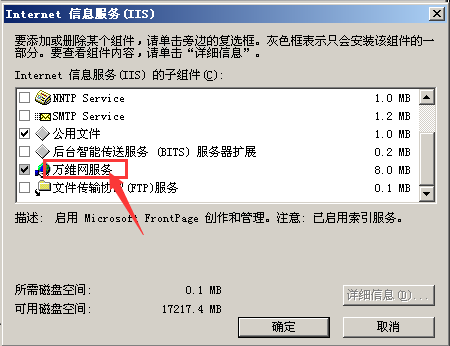 Internet 信息服务(IIS)
要添加或删除某个组件，请单击旁边的复选框。灰色框表示只会安装该组件的一
部分。要查看组件内容，请单击“详细信息”。
Internet 信息服务(IIS) 的子组件(C):
NNTP Service 1.0 MB
SMTP Service 1.2 MB
公用文件 1.0 MB
后台智能传送服务 (BITS) 服务器扩展 0.2 MB
万维网服务 8.0 MB
文件传输协议(FTP)服务 0.1 MB
描述: 启用 Microsoft FrontPage 创作和管理。注意: 已启用索引服务。
所需磁盘空间: 0.1 MB
可用磁盘空间: 17217.4 MB
详细信息(D)...
确定 取消